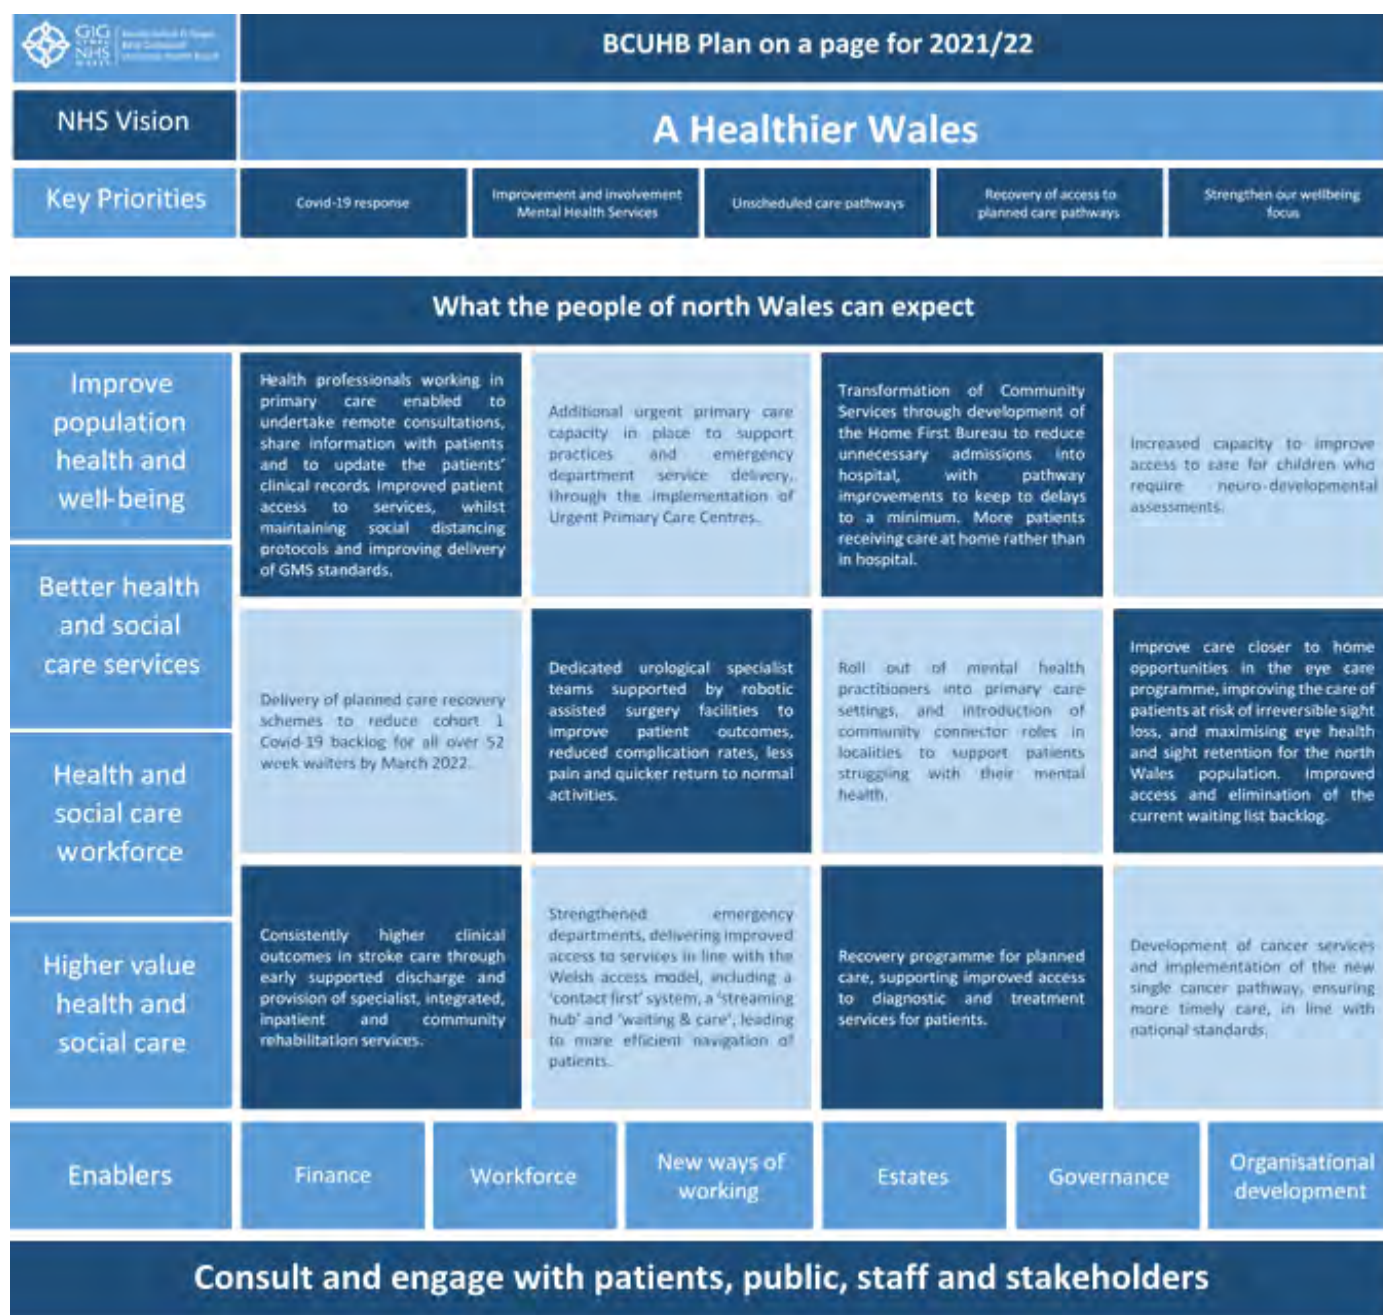 GIG
CYMRU
NHS
WALES
BCUHB Plan on a page for 2021/22
NHS Vision
A Healthier Wales
Key Priorities
Covid-19 response
Improvement and involvement
Mental Health Services
Unscheduled care pathways
Recovery of access to
planned care pathways
Strengthen our wellbeing
focus
What the people of north Wales can expect
Improve
population
health and
well-being
Better health
and social
care services
Health and
social care
workforce
Higher value
health and
social care
Health professionals working in
primary care enabled to
undertake remote consultations,
share information with patients
and to update the patients'
clinical records. Improved patient
access to services, whilst
maintaining social distancing
protocols and improving delivery
of GMS standards.
Additional urgent primary care
capacity in place to support
practices and emergency
department service delivery,
through the implementation of
Urgent Primary Care Centres.
Transformation of Community
Services through development of
the Home First Bureau to reduce
unnecessary admissions into
hospital, with pathway
improvements to keep to delays
to a minimum. More patients
receiving care at home rather than
in hospital.
Increased capacity to improve
access to care for children who
require neuro-developmental
assessments.
Delivery of planned care recovery
schemes to reduce cohort 1
Covid-19 backlog for all over 52
week waiters by March 2022.
Dedicated urological specialist
teams supported by robotic
assisted surgery facilities to
improve patient outcomes,
reduced complication rates, less
pain and quicker return to normal
activities.
Roll out of mental health
practitioners into primary care
settings, and introduction of
community connector roles in
localities to support patients
struggling with their mental
health.
Improve care closer to home
opportunities in the eye care
programme, improving the care of
patients at risk of irreversible sight
loss, and maximising eye health
and sight retention for the north
Wales population. Improved
access and elimination of the
current waiting list backlog.
Consistently higher clinical
outcomes in stroke care through
early supported discharge and
provision of specialist, integrated,
inpatient and community
rehabilitation services.
Strengthened emergency
departments, delivering improved
access to services in line with the
Welsh access model, including a
'contact first' system, a 'streaming
hub' and 'waiting & care', leading
to more efficient navigation of
patients.
Recovery programme for planned
care, supporting improved access
to diagnostic and treatment
services for patients.
Development of cancer services
and implementation of the new
single cancer pathway, ensuring
more timely care, in line with
national standards.
Enablers
Finance
Workforce
New ways of
working
Estates
Governance
Organisational
development
Consult and engage with patients, public, staff and stakeholders